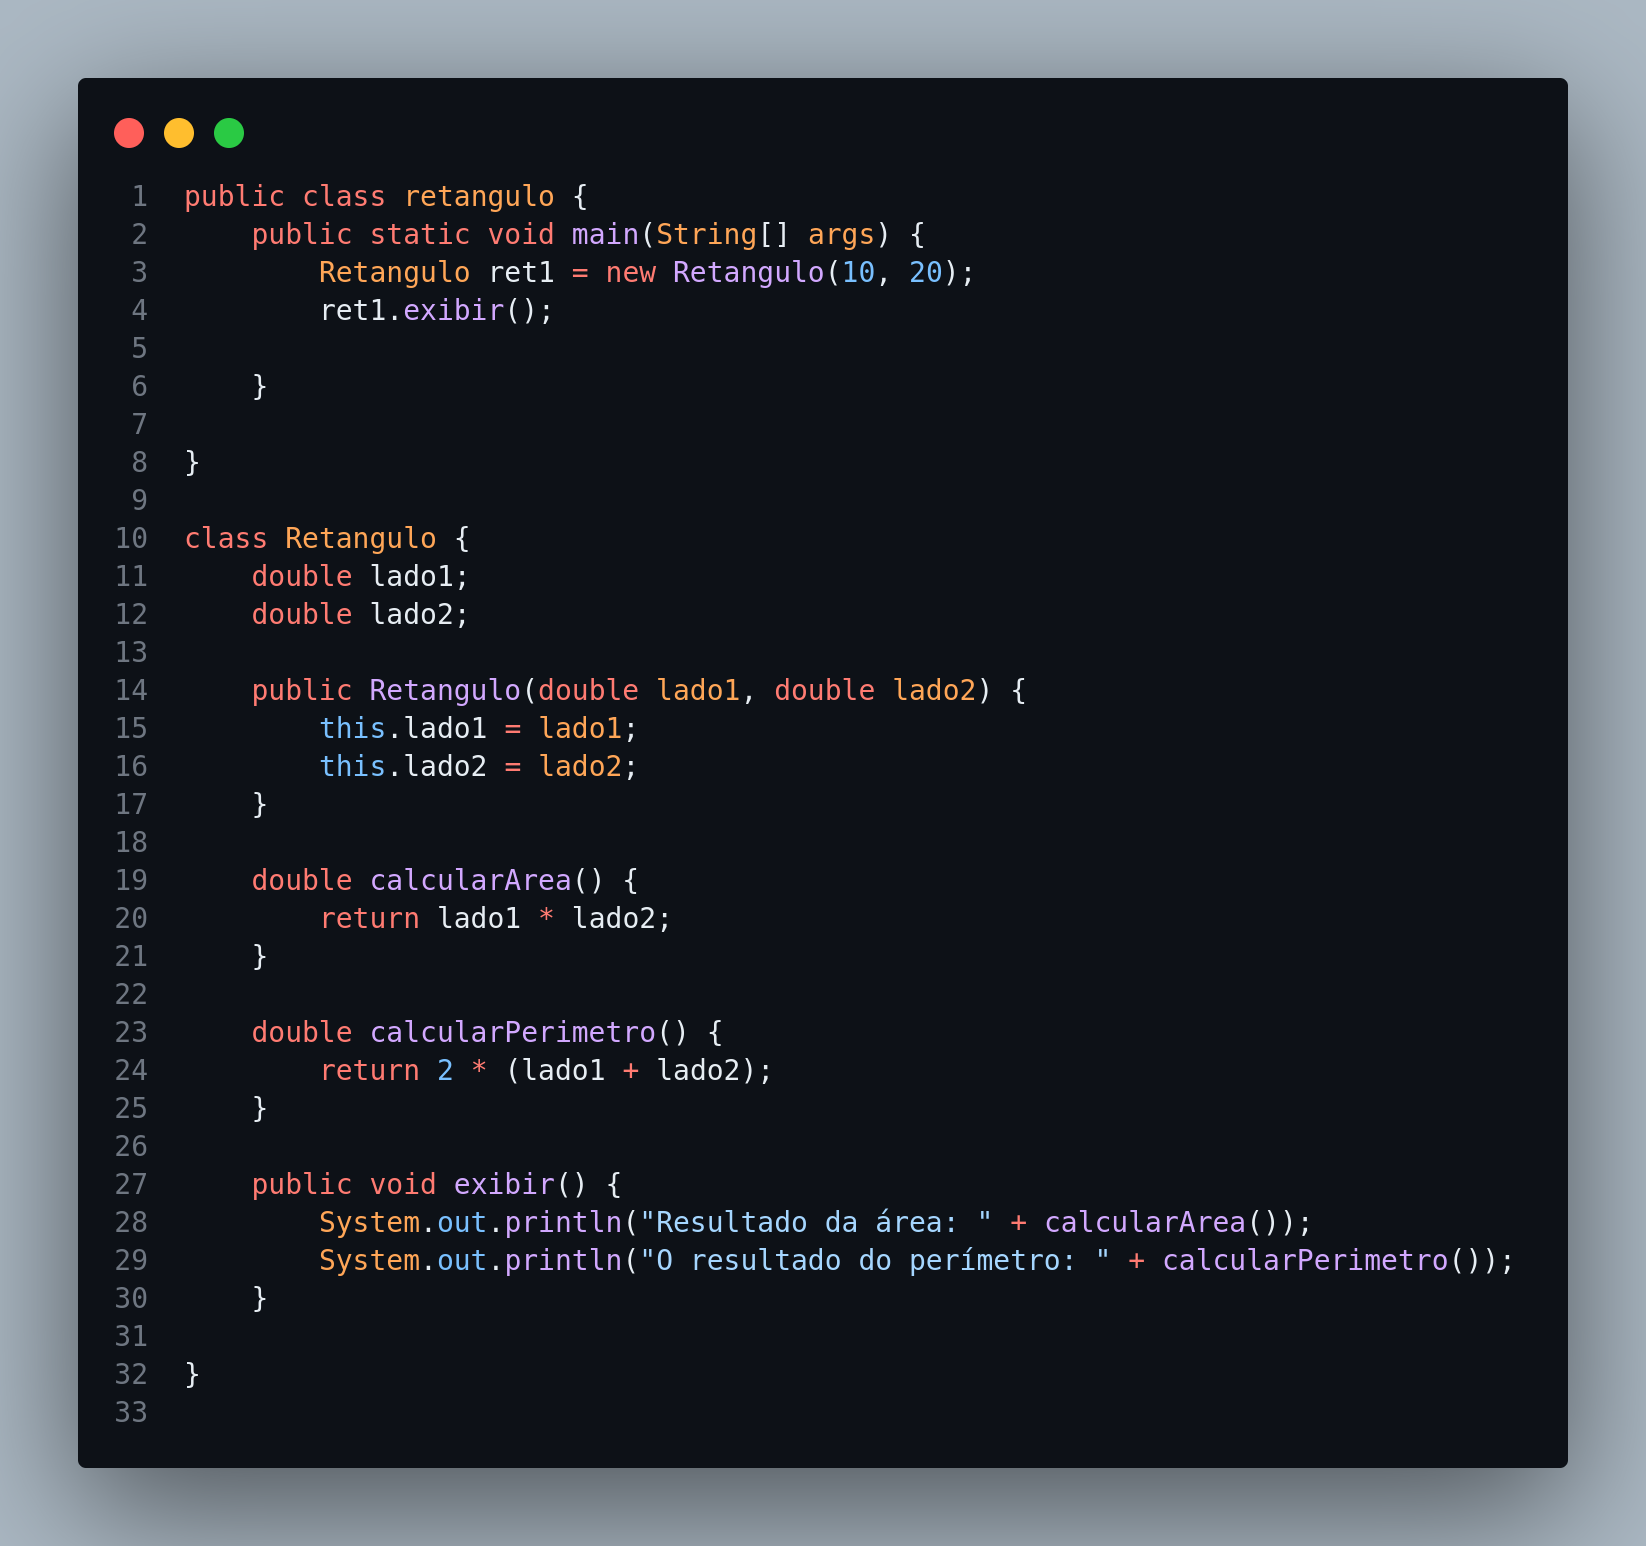 1 public class retangulo {
2     public static void main(String[] args) {
3         Retangulo ret1 = new Retangulo(10, 20);
4         ret1.exibir();
5
6     }
7
8 }
9
10 class Retangulo {
11     double lado1;
12     double lado2;
13
14     public Retangulo(double lado1, double lado2) {
15         this.lado1 = lado1;
16         this.lado2 = lado2;
17     }
18
19     double calcularArea() {
20         return lado1 * lado2;
21     }
22
23     double calcularPerimetro() {
24         return 2 * (lado1 + lado2);
25     }
26
27     public void exibir() {
28         System.out.println("Resultado da área: " + calcularArea());
29         System.out.println("O resultado do perímetro: " + calcularPerimetro());
30     }
31
32 }
33